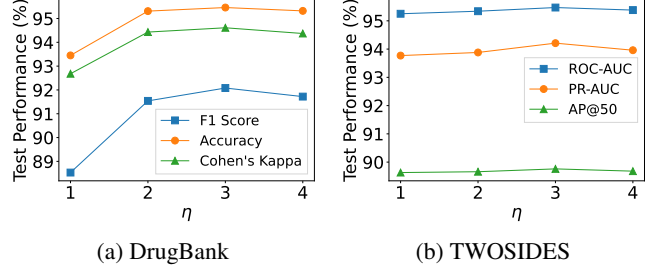 Test Performance (%)
95
94
93
92
91
90
89
F1 Score
Accuracy
Cohen's Kappa
1 2 3 4
η
(a) DrugBank
Test Performance (%)
95
94
93
92
91
90
ROC-AUC
PR-AUC
AP@50
1 2 3 4
η
(b) TWOSIDES